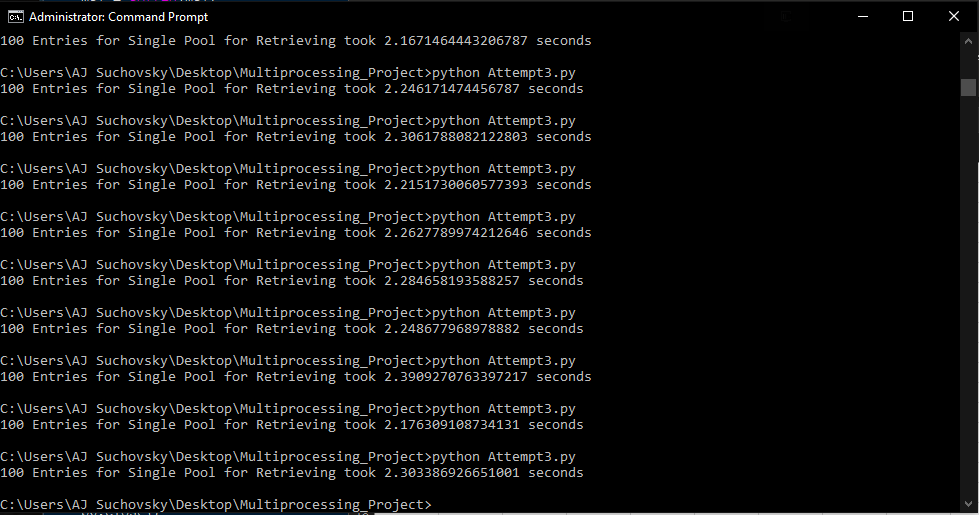 Administrator: Command Prompt
100 Entries for Single Pool for Retrieving took 2.1671464443206787 seconds
C:\Users\AJ Suchovsky\Desktop\Multiprocessing_Project>python Attempt3.py
100 Entries for Single Pool for Retrieving took 2.246171474456787 seconds
C:\Users\AJ Suchovsky\Desktop\Multiprocessing_Project>python Attempt3.py
100 Entries for Single Pool for Retrieving took 2.3061788082122803 seconds
C:\Users\AJ Suchovsky\Desktop\Multiprocessing_Project>python Attempt3.py
100 Entries for Single Pool for Retrieving took 2.2151730060577393 seconds
C:\Users\AJ Suchovsky\Desktop\Multiprocessing_Project>python Attempt3.py
100 Entries for Single Pool for Retrieving took 2.2627789974212646 seconds
C:\Users\AJ Suchovsky\Desktop\Multiprocessing_Project>python Attempt3.py
100 Entries for Single Pool for Retrieving took 2.284658193588257 seconds
C:\Users\AJ Suchovsky\Desktop\Multiprocessing_Project>python Attempt3.py
100 Entries for Single Pool for Retrieving took 2.248677968978882 seconds
C:\Users\AJ Suchovsky\Desktop\Multiprocessing_Project>python Attempt3.py
100 Entries for Single Pool for Retrieving took 2.3909270763397217 seconds
C:\Users\AJ Suchovsky\Desktop\Multiprocessing_Project>python Attempt3.py
100 Entries for Single Pool for Retrieving took 2.176309108734131 seconds
C:\Users\AJ Suchovsky\Desktop\Multiprocessing_Project>python Attempt3.py
100 Entries for Single Pool for Retrieving took 2.303386926651001 seconds
C:\Users\AJ Suchovsky\Desktop\Multiprocessing_Project>